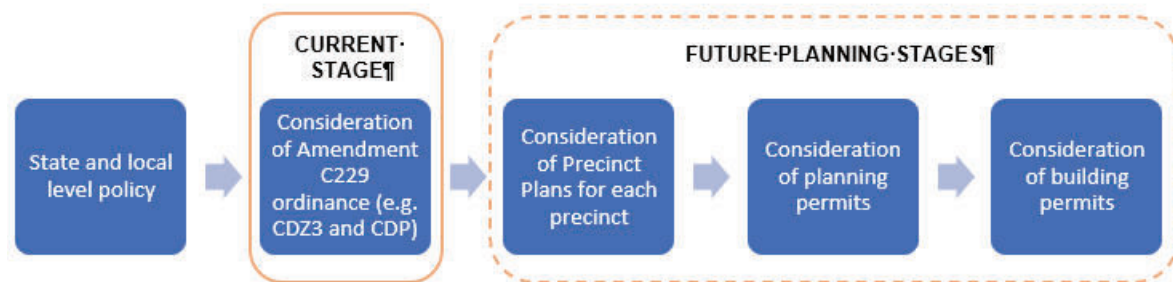 CURRENT·
STAGE¶
FUTURE·PLANNING·STAGES¶
State and local
level policy
Consideration
of Amendment
C229
ordinance (e.g.
CDZ3 and CDP)
Consideration
of Precinct
Plans for each
precinct
Consideration
of planning
permits
Consideration
of building
permits